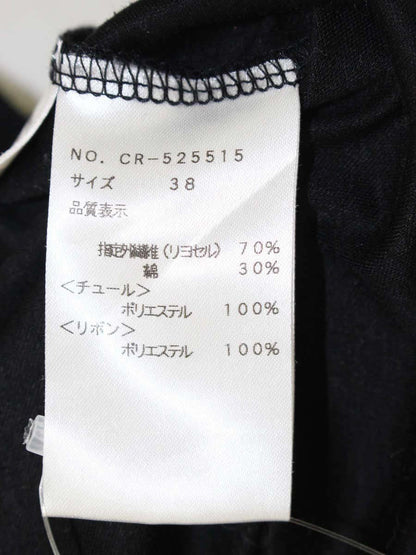 NO. CR-525515
サイズ 38
品質表示
指定外繊維（リヨセル） 70%
綿 30%
＜チュール＞
ポリエステル 100%
＜リボン＞
ポリエステル 100%